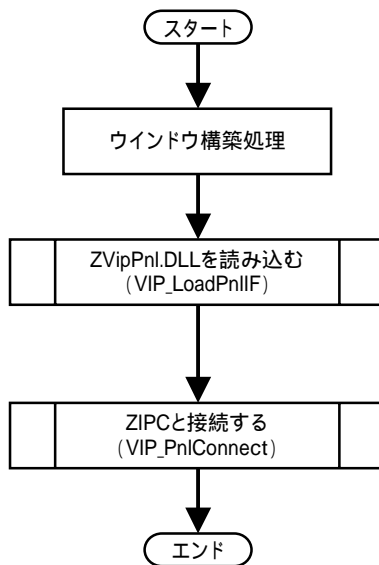 スタート
ウインドウ構築処理
ZVipPnl.DLLを読み込む
(VIP_LoadPnlIF)
ZIPCと接続する
(VIP_PnlConnect)
エンド